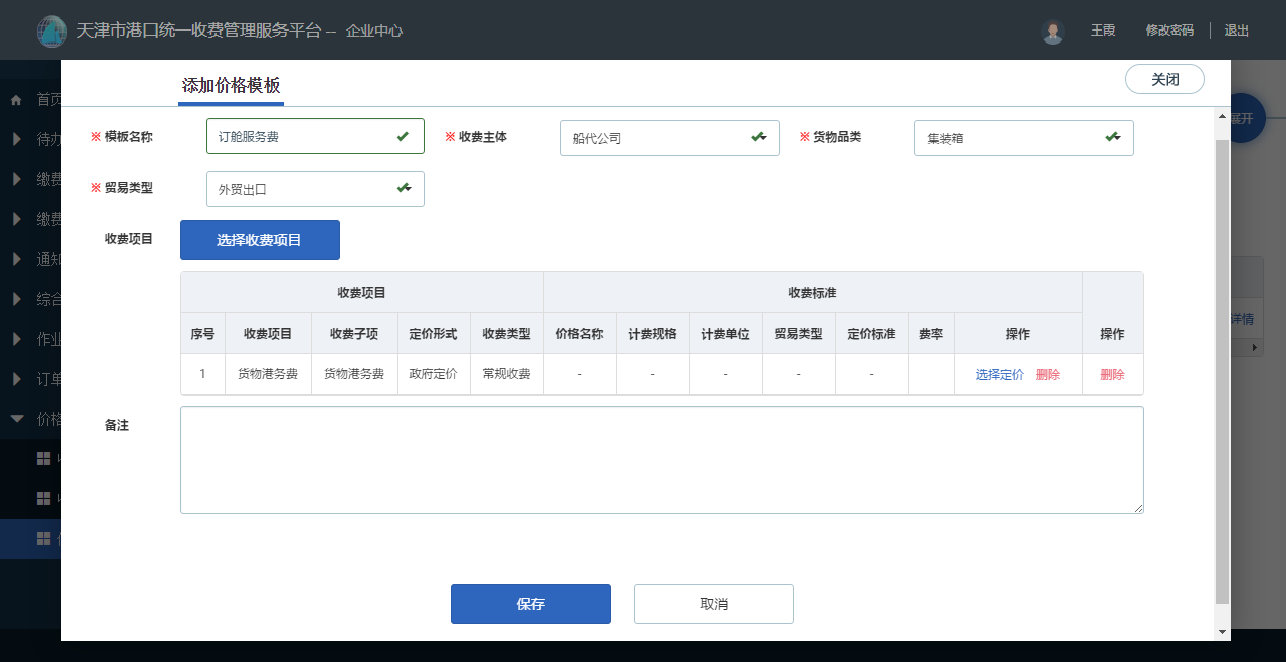 天津市港口统一收费管理服务平台 -- 企业中心
王霞 修改密码 退出
添加价格模板 关闭
首页
待办
缴费
缴费
通知
综合
作业
订单
价格
展开
详情
※ 模板名称 订舱服务费 ※ 收费主体 船代公司 ※ 货物品类 集装箱
※ 贸易类型 外贸出口
收费项目 选择收费项目
收费项目 收费标准
序号 收费项目 收费子项 定价形式 收费类型 价格名称 计费规格 计费单位 贸易类型 定价标准 费率 操作 操作
1 货物港务费 货物港务费 政府定价 常规收费 - - - - - 选择定价 删除 删除
备注
保存 取消